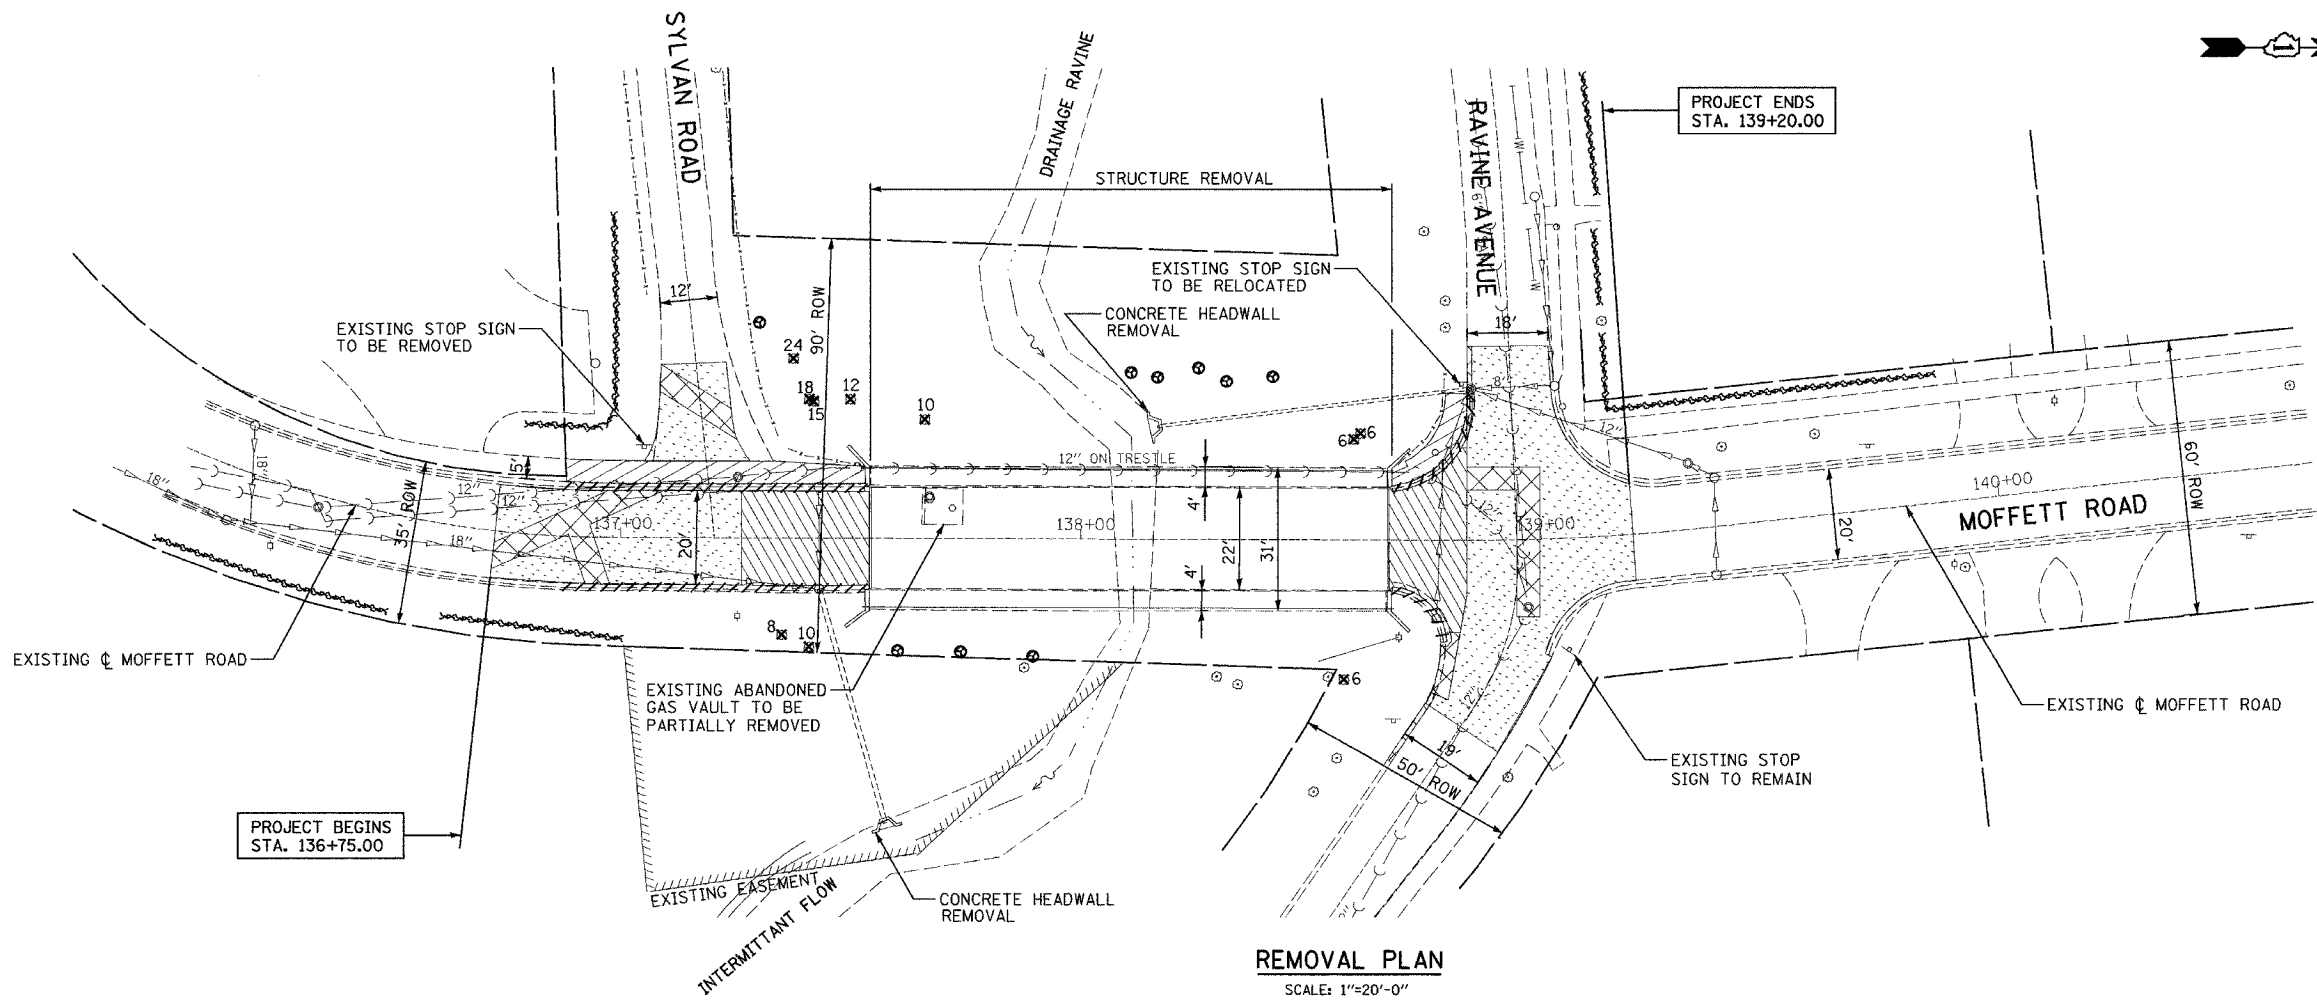 SYLVAN ROAD
DRAINAGE RAVINE
RAVINE AVENUE
PROJECT ENDS
STA. 139+20.00
STRUCTURE REMOVAL
W
W
6"
EXISTING STOP SIGN
TO BE RELOCATED
CONCRETE HEADWALL
REMOVAL
12'
90' ROW
EXISTING STOP SIGN
TO BE REMOVED
24
18
15
12
10
18'
8"
6
6
12"
12" ON TRESTLE
5'
18"
18"
12"
12"
35' ROW
18"
137+00
20'
138+00
4'
22'
31'
4'
12"
139+00
20'
140+00
MOFFETT ROAD
60' ROW
8
10
EXISTING ℄ MOFFETT ROAD
EXISTING ABANDONED
GAS VAULT TO BE
PARTIALLY REMOVED
6
12"
19'
50' ROW
EXISTING ℄ MOFFETT ROAD
EXISTING STOP
SIGN TO REMAIN
PROJECT BEGINS
STA. 136+75.00
EXISTING EASEMENT
INTERMITTANT FLOW
CONCRETE HEADWALL
REMOVAL
REMOVAL PLAN
SCALE: 1"=20'-0"